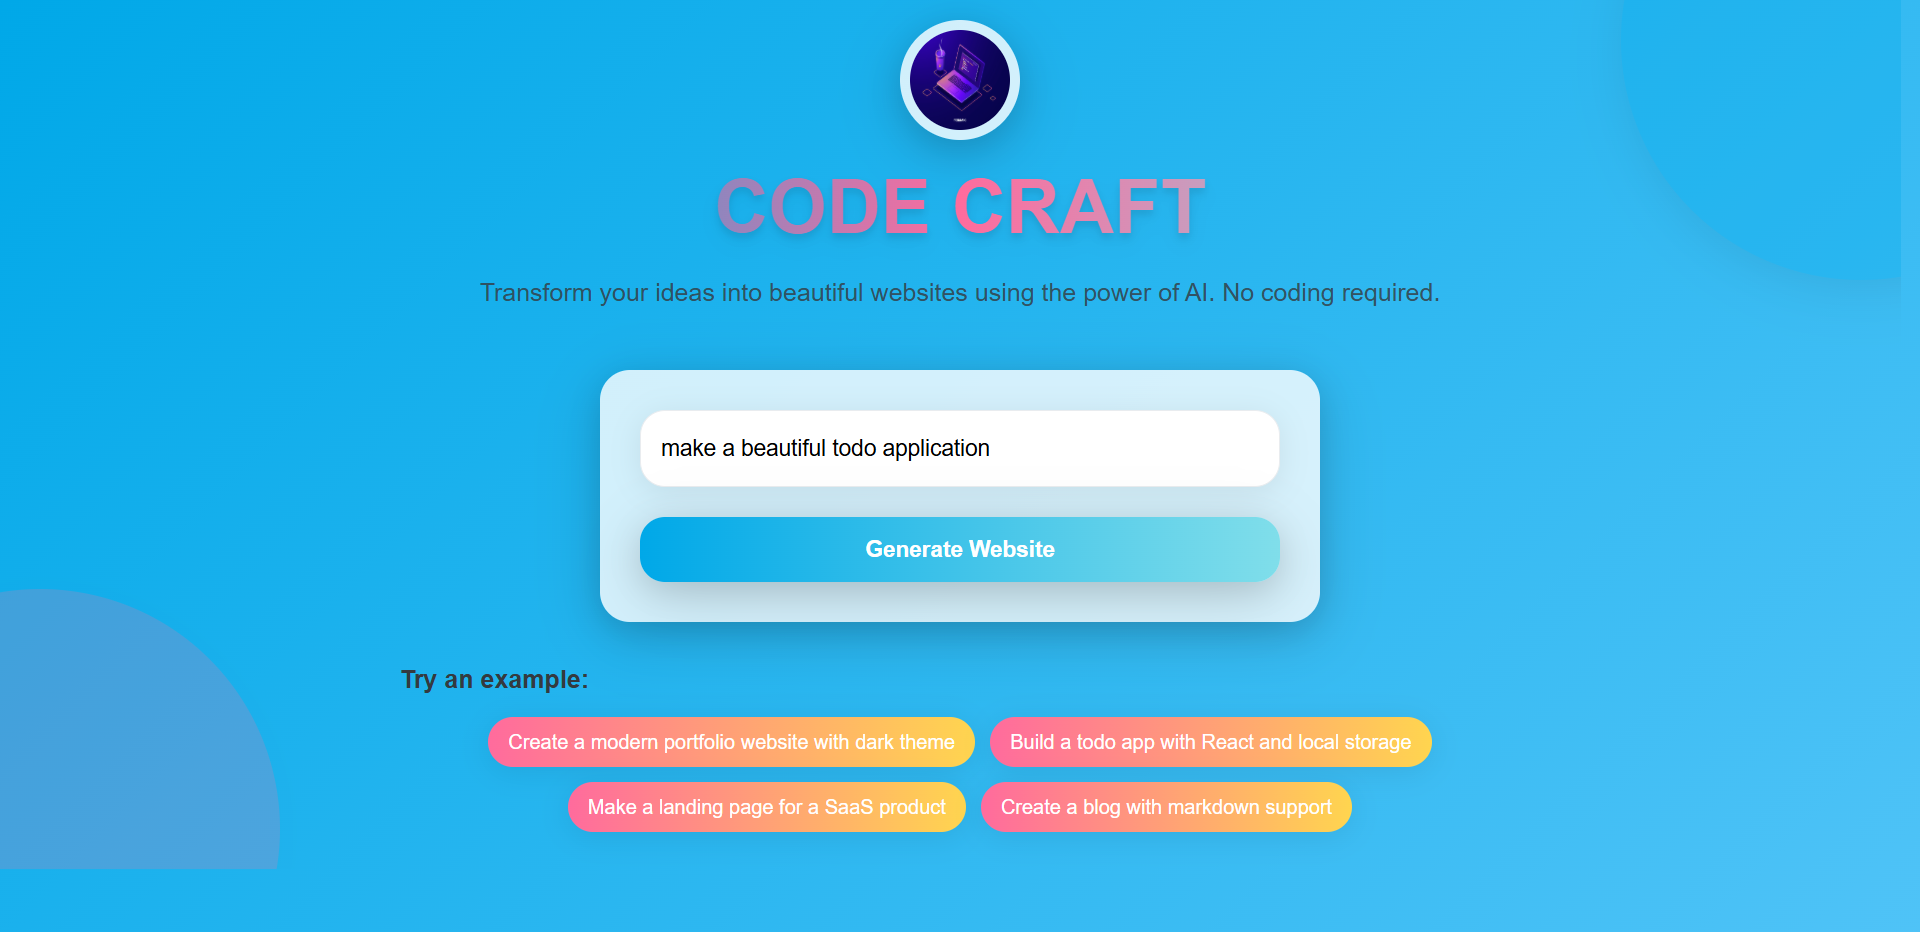 CODE CRAFT
Transform your ideas into beautiful websites using the power of AI. No coding required.
make a beautiful todo application
Generate Website
Try an example:
Create a modern portfolio website with dark theme
Build a todo app with React and local storage
Make a landing page for a SaaS product
Create a blog with markdown support